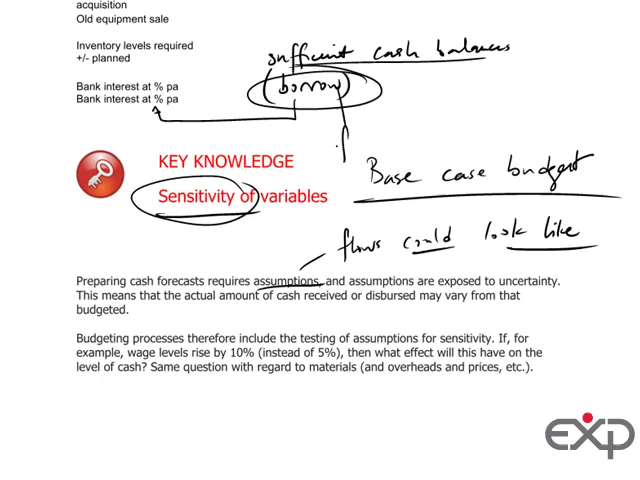 acquisition
Old equipment sale
Inventory levels required
+/- planned
sufficient cash balances
Bank interest at % pa
(borrow)
Bank interest at % pa
KEY KNOWLEDGE
Base case budget
Sensitivity of variables
flows could look like
Preparing cash forecasts requires assumptions, and assumptions are exposed to uncertainty.
This means that the actual amount of cash received or disbursed may vary from that
budgeted.
Budgeting processes therefore include the testing of assumptions for sensitivity. If, for
example, wage levels rise by 10% (instead of 5%), then what effect will this have on the
level of cash? Same question with regard to materials (and overheads and prices, etc.).
exp